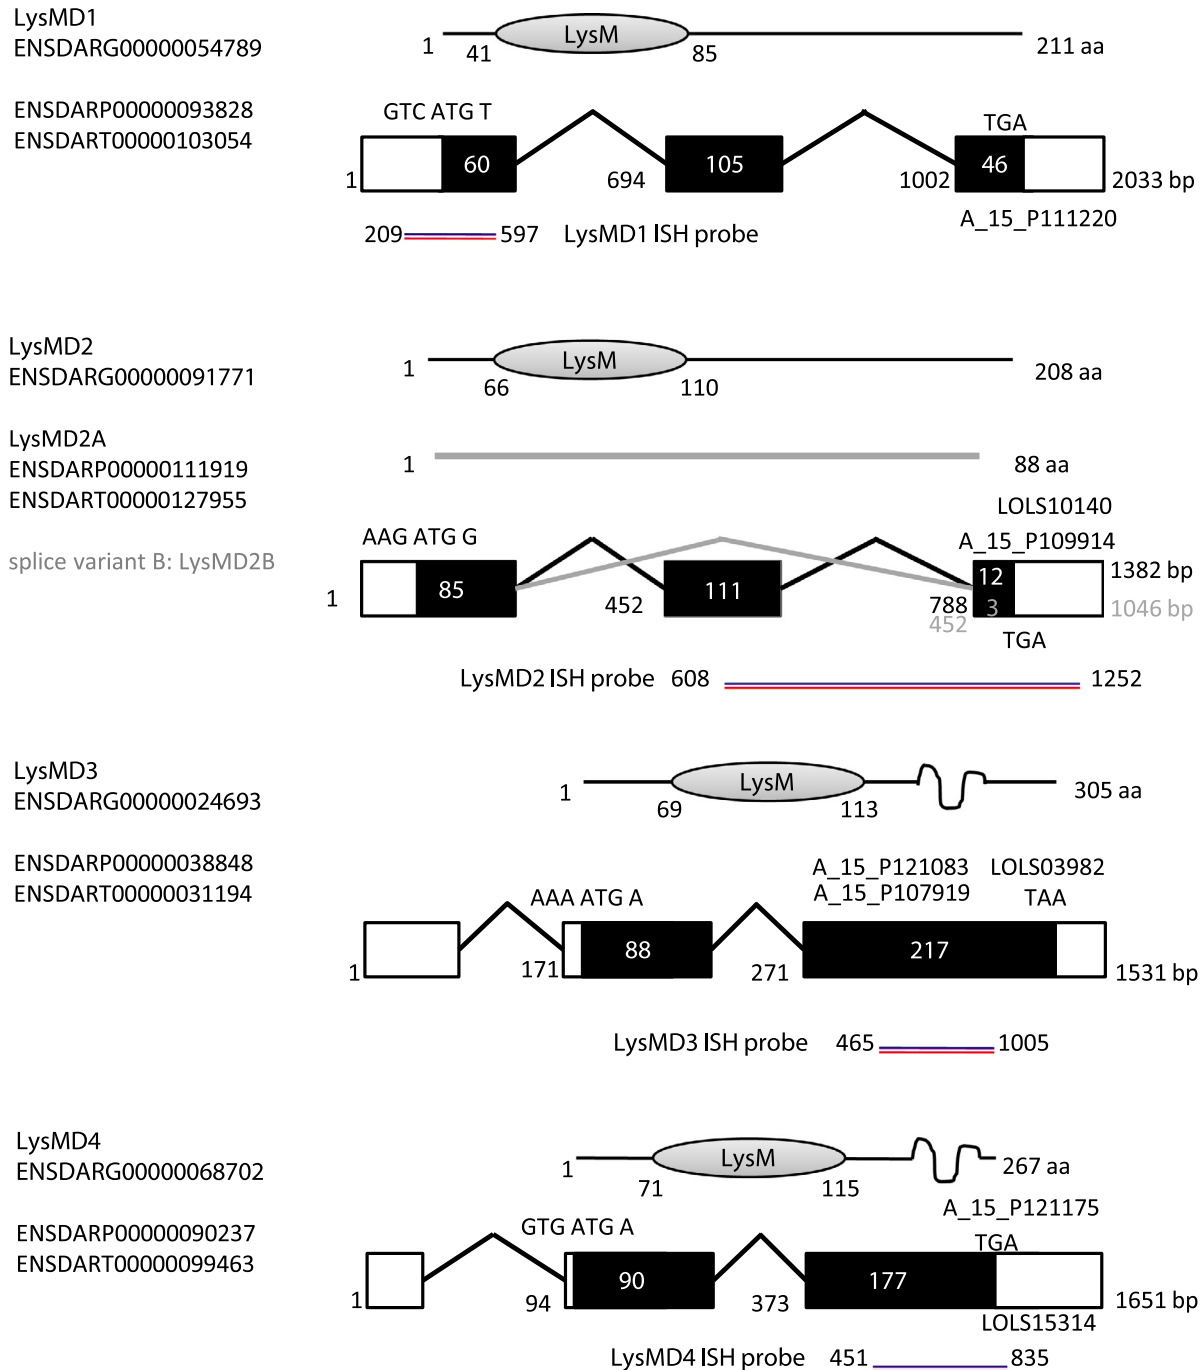 LysMD1
ENSDARG00000054789
1 41 LysM 85 211 aa
ENSDARP00000093828
ENSDART00000103054
GTC ATG T TGA
1 60 694 105 1002 46 2033 bp
A_15_P111220
209 597 LysMD1 ISH probe
LysMD2
ENSDARG00000091771
1 66 LysM 110 208 aa
LysMD2A
ENSDARP00000111919
ENSDART00000127955
1 88 aa
LOLS10140
AAG ATG G A_15_P109914
splice variant B: LysMD2B
1 85 452 111 788 12 1382 bp
452 3 1046 bp
TGA
LysMD2 ISH probe 608 1252
LysMD3
ENSDARG00000024693
1 69 LysM 113 305 aa
ENSDARP00000038848
ENSDART00000031194
A_15_P121083 LOLS03982
AAA ATG A A_15_P107919 TAA
1 171 88 271 217 1531 bp
LysMD3 ISH probe 465 1005
LysMD4
ENSDARG00000068702
1 71 LysM 115 267 aa
A_15_P121175
ENSDARP00000090237
ENSDART00000099463
GTG ATG A TGA
1 94 90 373 177 1651 bp
LOLS15314
LysMD4 ISH probe 451 835